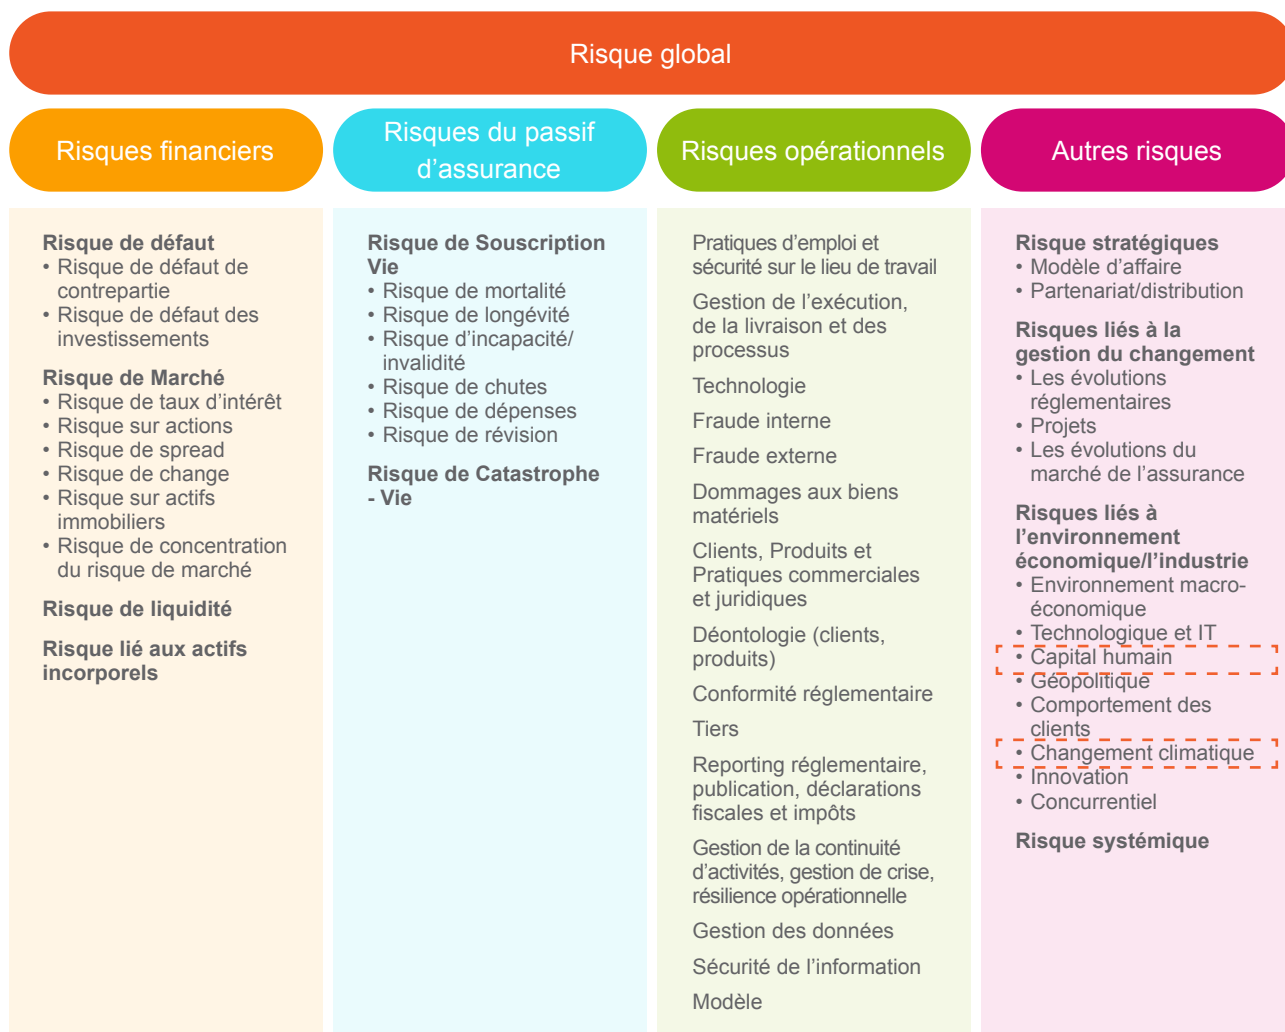 Risque global
Risques financiers
Risques du passif
d’assurance
Risques opérationnels
Autres risques
Risque de défaut
• Risque de défaut de
contrepartie
• Risque de défaut des
investissements
Risque de Marché
• Risque de taux d’intérêt
• Risque sur actions
• Risque de spread
• Risque de change
• Risque sur actifs
immobiliers
• Risque de concentration
du risque de marché
Risque de liquidité
Risque lié aux actifs
incorporels
Risque de Souscription
Vie
• Risque de mortalité
• Risque de longévité
• Risque d’incapacité/
invalidité
• Risque de chutes
• Risque de dépenses
• Risque de révision
Risque de Catastrophe
- Vie
Pratiques d’emploi et
sécurité sur le lieu de travail
Gestion de l’exécution,
de la livraison et des
processus
Technologie
Fraude interne
Fraude externe
Dommages aux biens
matériels
Clients, Produits et
Pratiques commerciales
et juridiques
Déontologie (clients,
produits)
Conformité réglementaire
Tiers
Reporting réglementaire,
publication, déclarations
fiscales et impôts
Gestion de la continuité
d’activités, gestion de crise,
résilience opérationnelle
Gestion des données
Sécurité de l’information
Modèle
Risque stratégiques
• Modèle d’affaire
• Partenariat/distribution
Risques liés à la
gestion du changement
• Les évolutions
réglementaires
• Projets
• Les évolutions du
marché de l’assurance
Risques liés à
l’environnement
économique/l’industrie
• Environnement macro-
économique
• Technologique et IT
• Capital humain
• Géopolitique
• Comportement des
clients
• Changement climatique
• Innovation
• Concurrentiel
Risque systémique